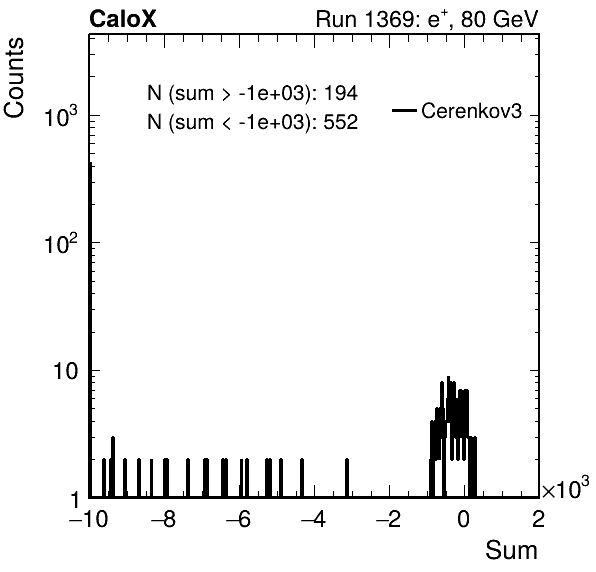 CaloX Run 1369: e⁺, 80 GeV
Counts
N (sum > -1e+03): 194
N (sum < -1e+03): 552
Cerenkov3
10³
10²
10
1
−10 −8 −6 −4 −2 0 2
×10³
Sum